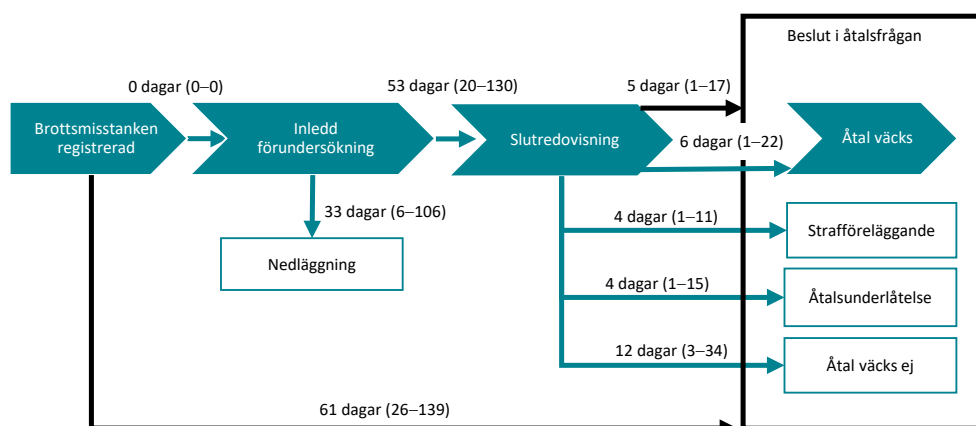 Beslut i åtalsfrågan
0 dagar (0–0)
53 dagar (20–130)
5 dagar (1–17)
Brottsmisstanken
registrerad
Inledd
förundersökning
Slutredovisning
6 dagar (1–22)
Åtal väcks
33 dagar (6–106)
Nedläggning
4 dagar (1–11)
Strafföreläggande
4 dagar (1–15)
Åtalsunderlåtelse
12 dagar (3–34)
Åtal väcks ej
61 dagar (26–139)